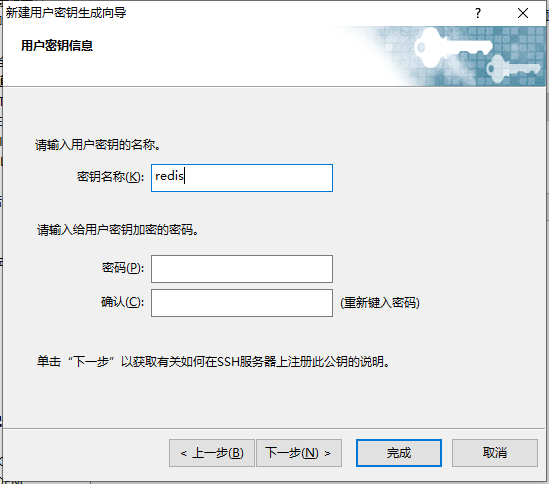 新建用户密钥生成向导
?
用户密钥信息
请输入用户密钥的名称。
密钥名称(K): redis
请输入给用户密钥加密的密码。
密码(P):
确认(C): (重新键入密码)
单击“下一步”以获取有关如何在SSH服务器上注册此公钥的说明。
< 上一步(B) 下一步(N) > 完成 取消